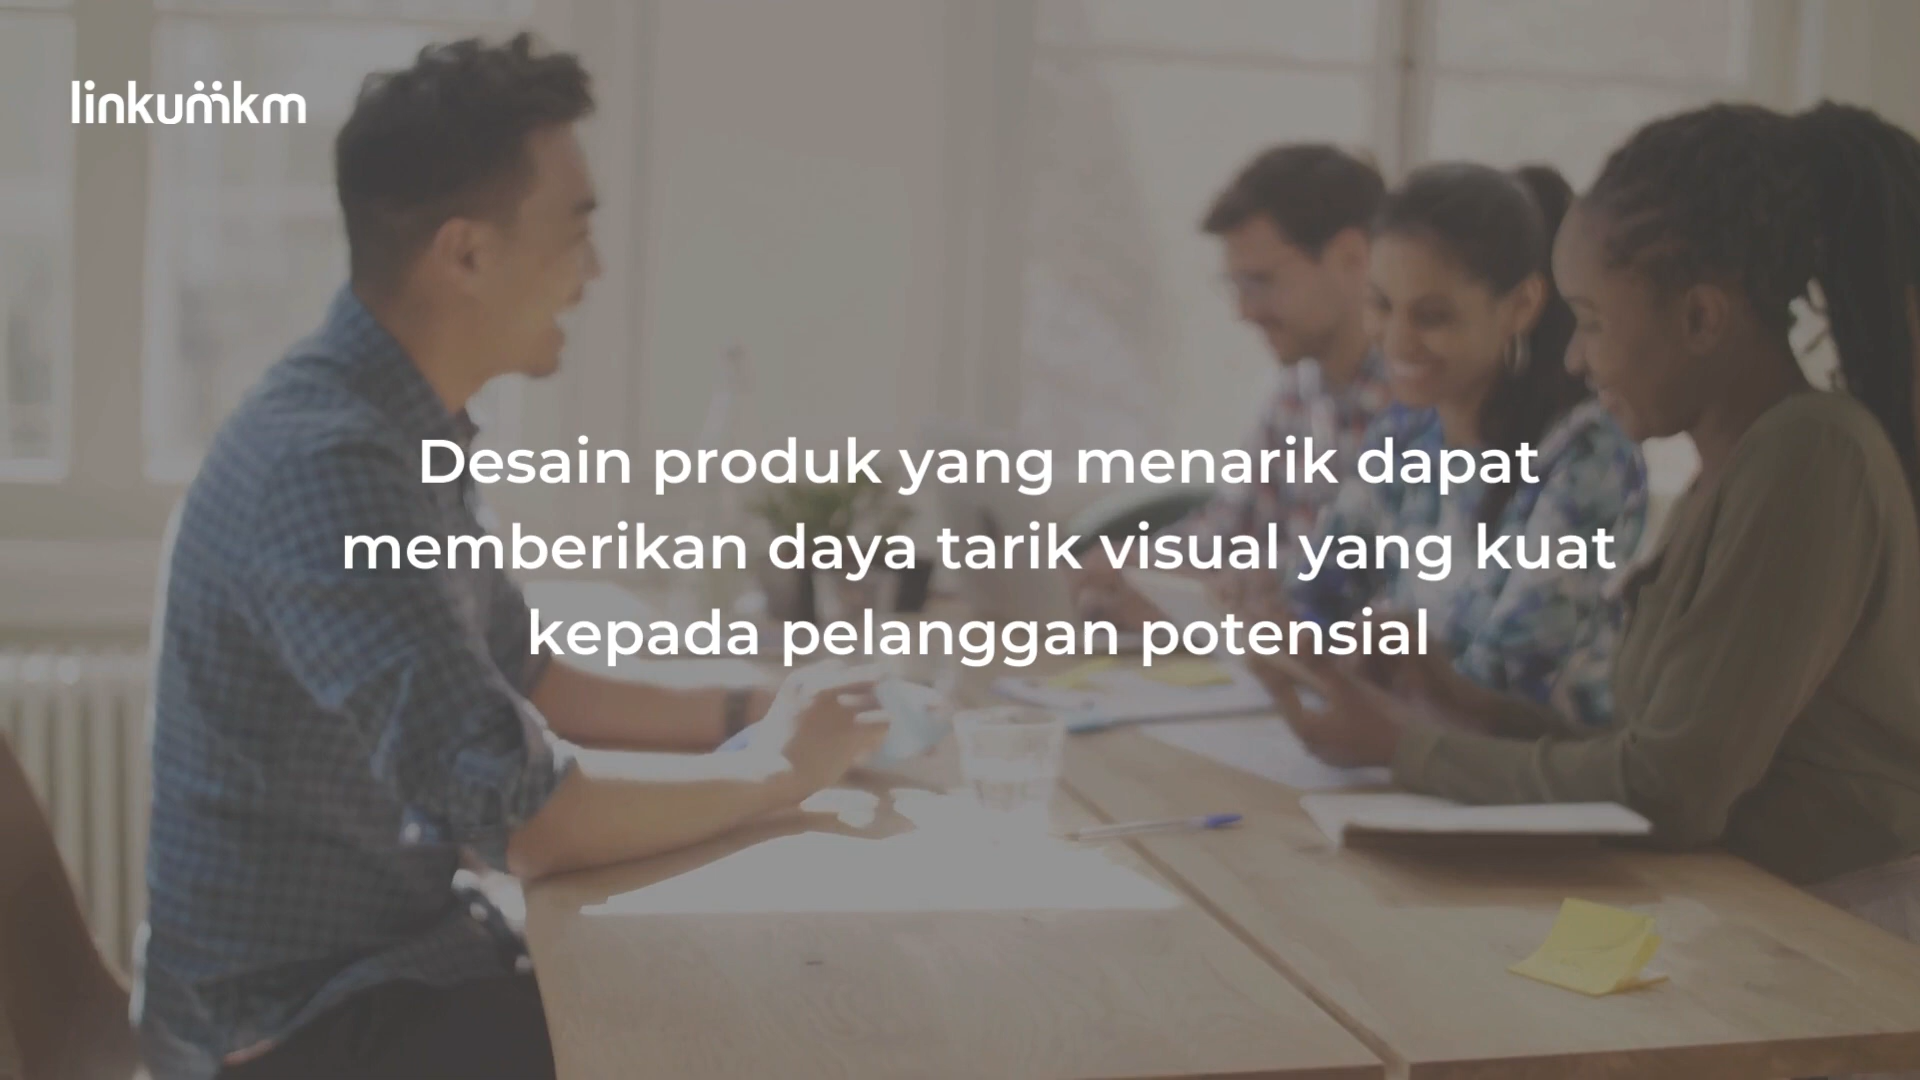 linkumkm
Desain produk yang menarik dapat
memberikan daya tarik visual yang kuat
kepada pelanggan potensial